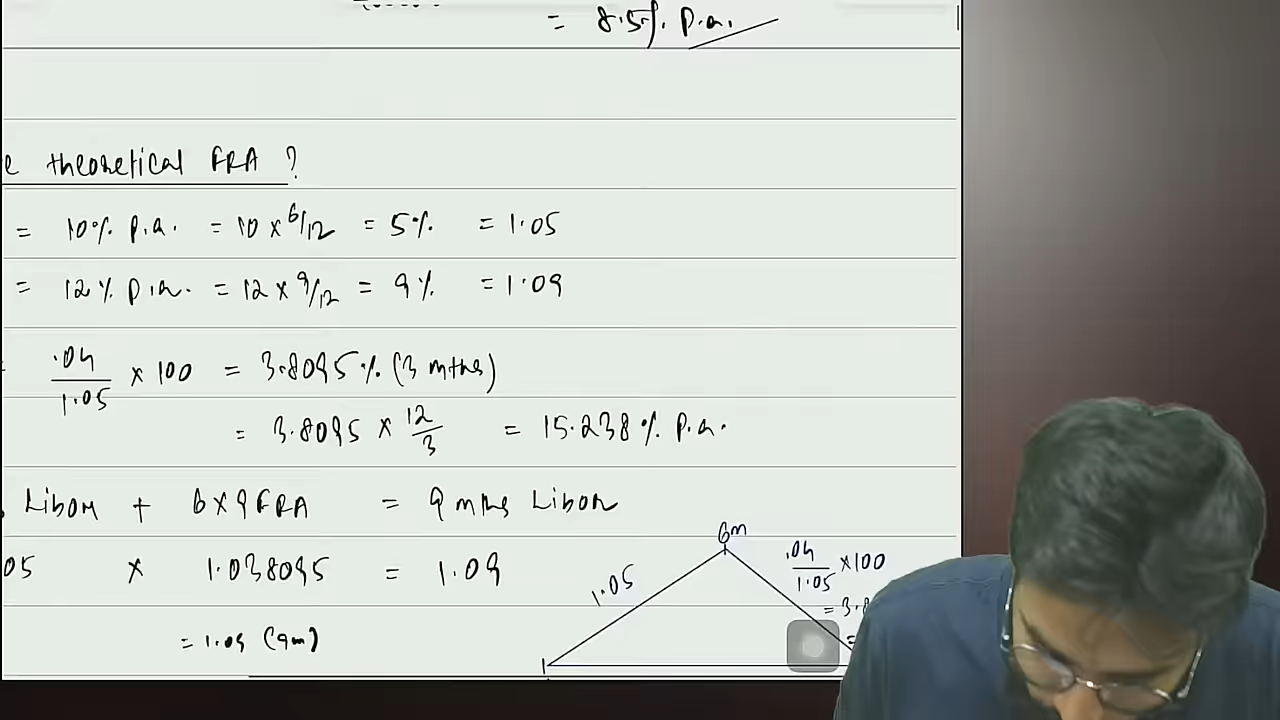 = 8.5% p.a.
e theoretical FRA ?
= 10% p.a. = 10 x 6/12 = 5% = 1.05
= 12% p.a. = 12 x 9/12 = 9% = 1.09
.04/1.05 x 100 = 3.8095% (3 mths)
= 3.8095 x 12/3 = 15.238% p.a.
Libor + 6x9 FRA = 9 mths Libor
05 x 1.038095 = 1.09
= 1.09 (9m)
6m
1.05
.04/1.05 x100
= 3.8
=
1